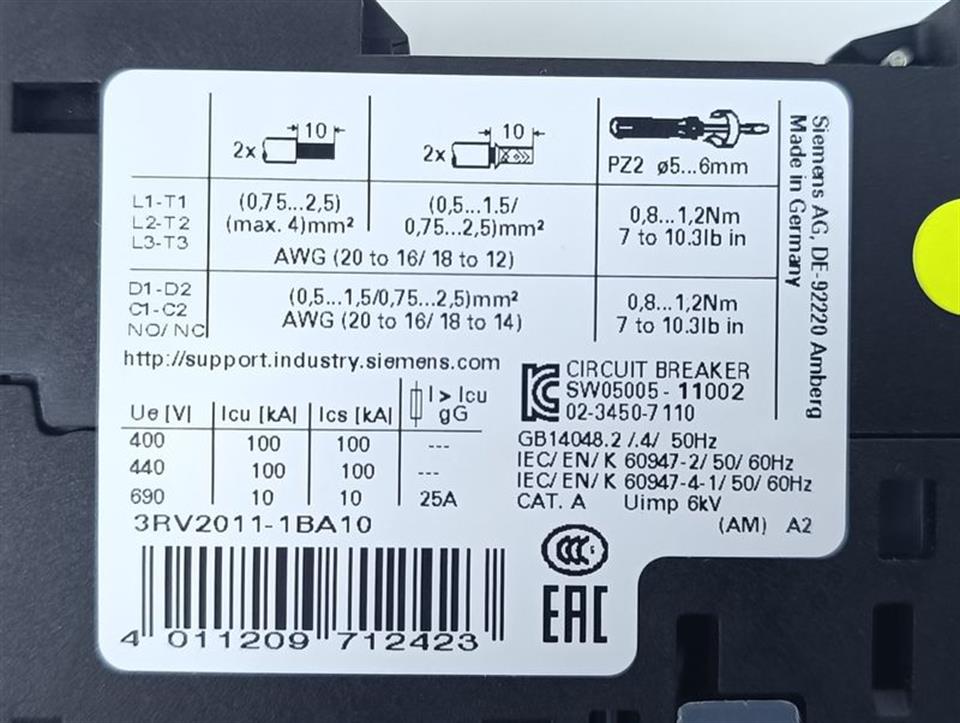 10
10
2x
2x
PZ2 ø5...6mm
L1-T1
L2-T2
L3-T3
(0,75...2,5)
(max. 4)mm²
(0,5...1.5/
0,75...2,5)mm²
AWG (20 to 16/ 18 to 12)
0,8...1,2Nm
7 to 10.3lb in
D1-D2
C1-C2
NO/ NC
(0,5...1,5/0,75...2,5)mm²
AWG (20 to 16/ 18 to 14)
0,8...1,2Nm
7 to 10.3lb in
http://support.industry.siemens.com
Ue [V] Icu [kA] Ics [kA] I > Icu gG
400 100 100 ---
440 100 100 ---
690 10 10 25A
3RV2011-1BA10
4 011209 712423
KC CIRCUIT BREAKER
SW05005-11002
02-3450-7110
GB14048.2 /.4/ 50Hz
IEC/ EN/ K 60947-2/ 50/ 60Hz
IEC/ EN/ K 60947-4-1/ 50/ 60Hz
CAT. A Uimp 6kV
(AM) A2
CCC
EAC
Siemens AG, DE-92220 Amberg
Made in Germany